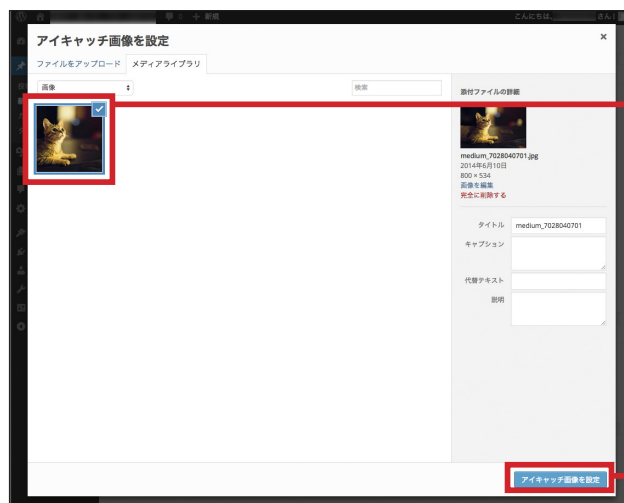 + 新規
こんにちは、
さん！
アイキャッチ画像を設定
×
ファイルをアップロード
メディアライブラリ
画像
検索
添付ファイルの詳細
medium_7028040701.jpg
2014年6月10日
800 × 534
画像を編集
完全に削除する
タイトル medium_7028040701
キャプション
代替テキスト
説明
アイキャッチ画像を設定